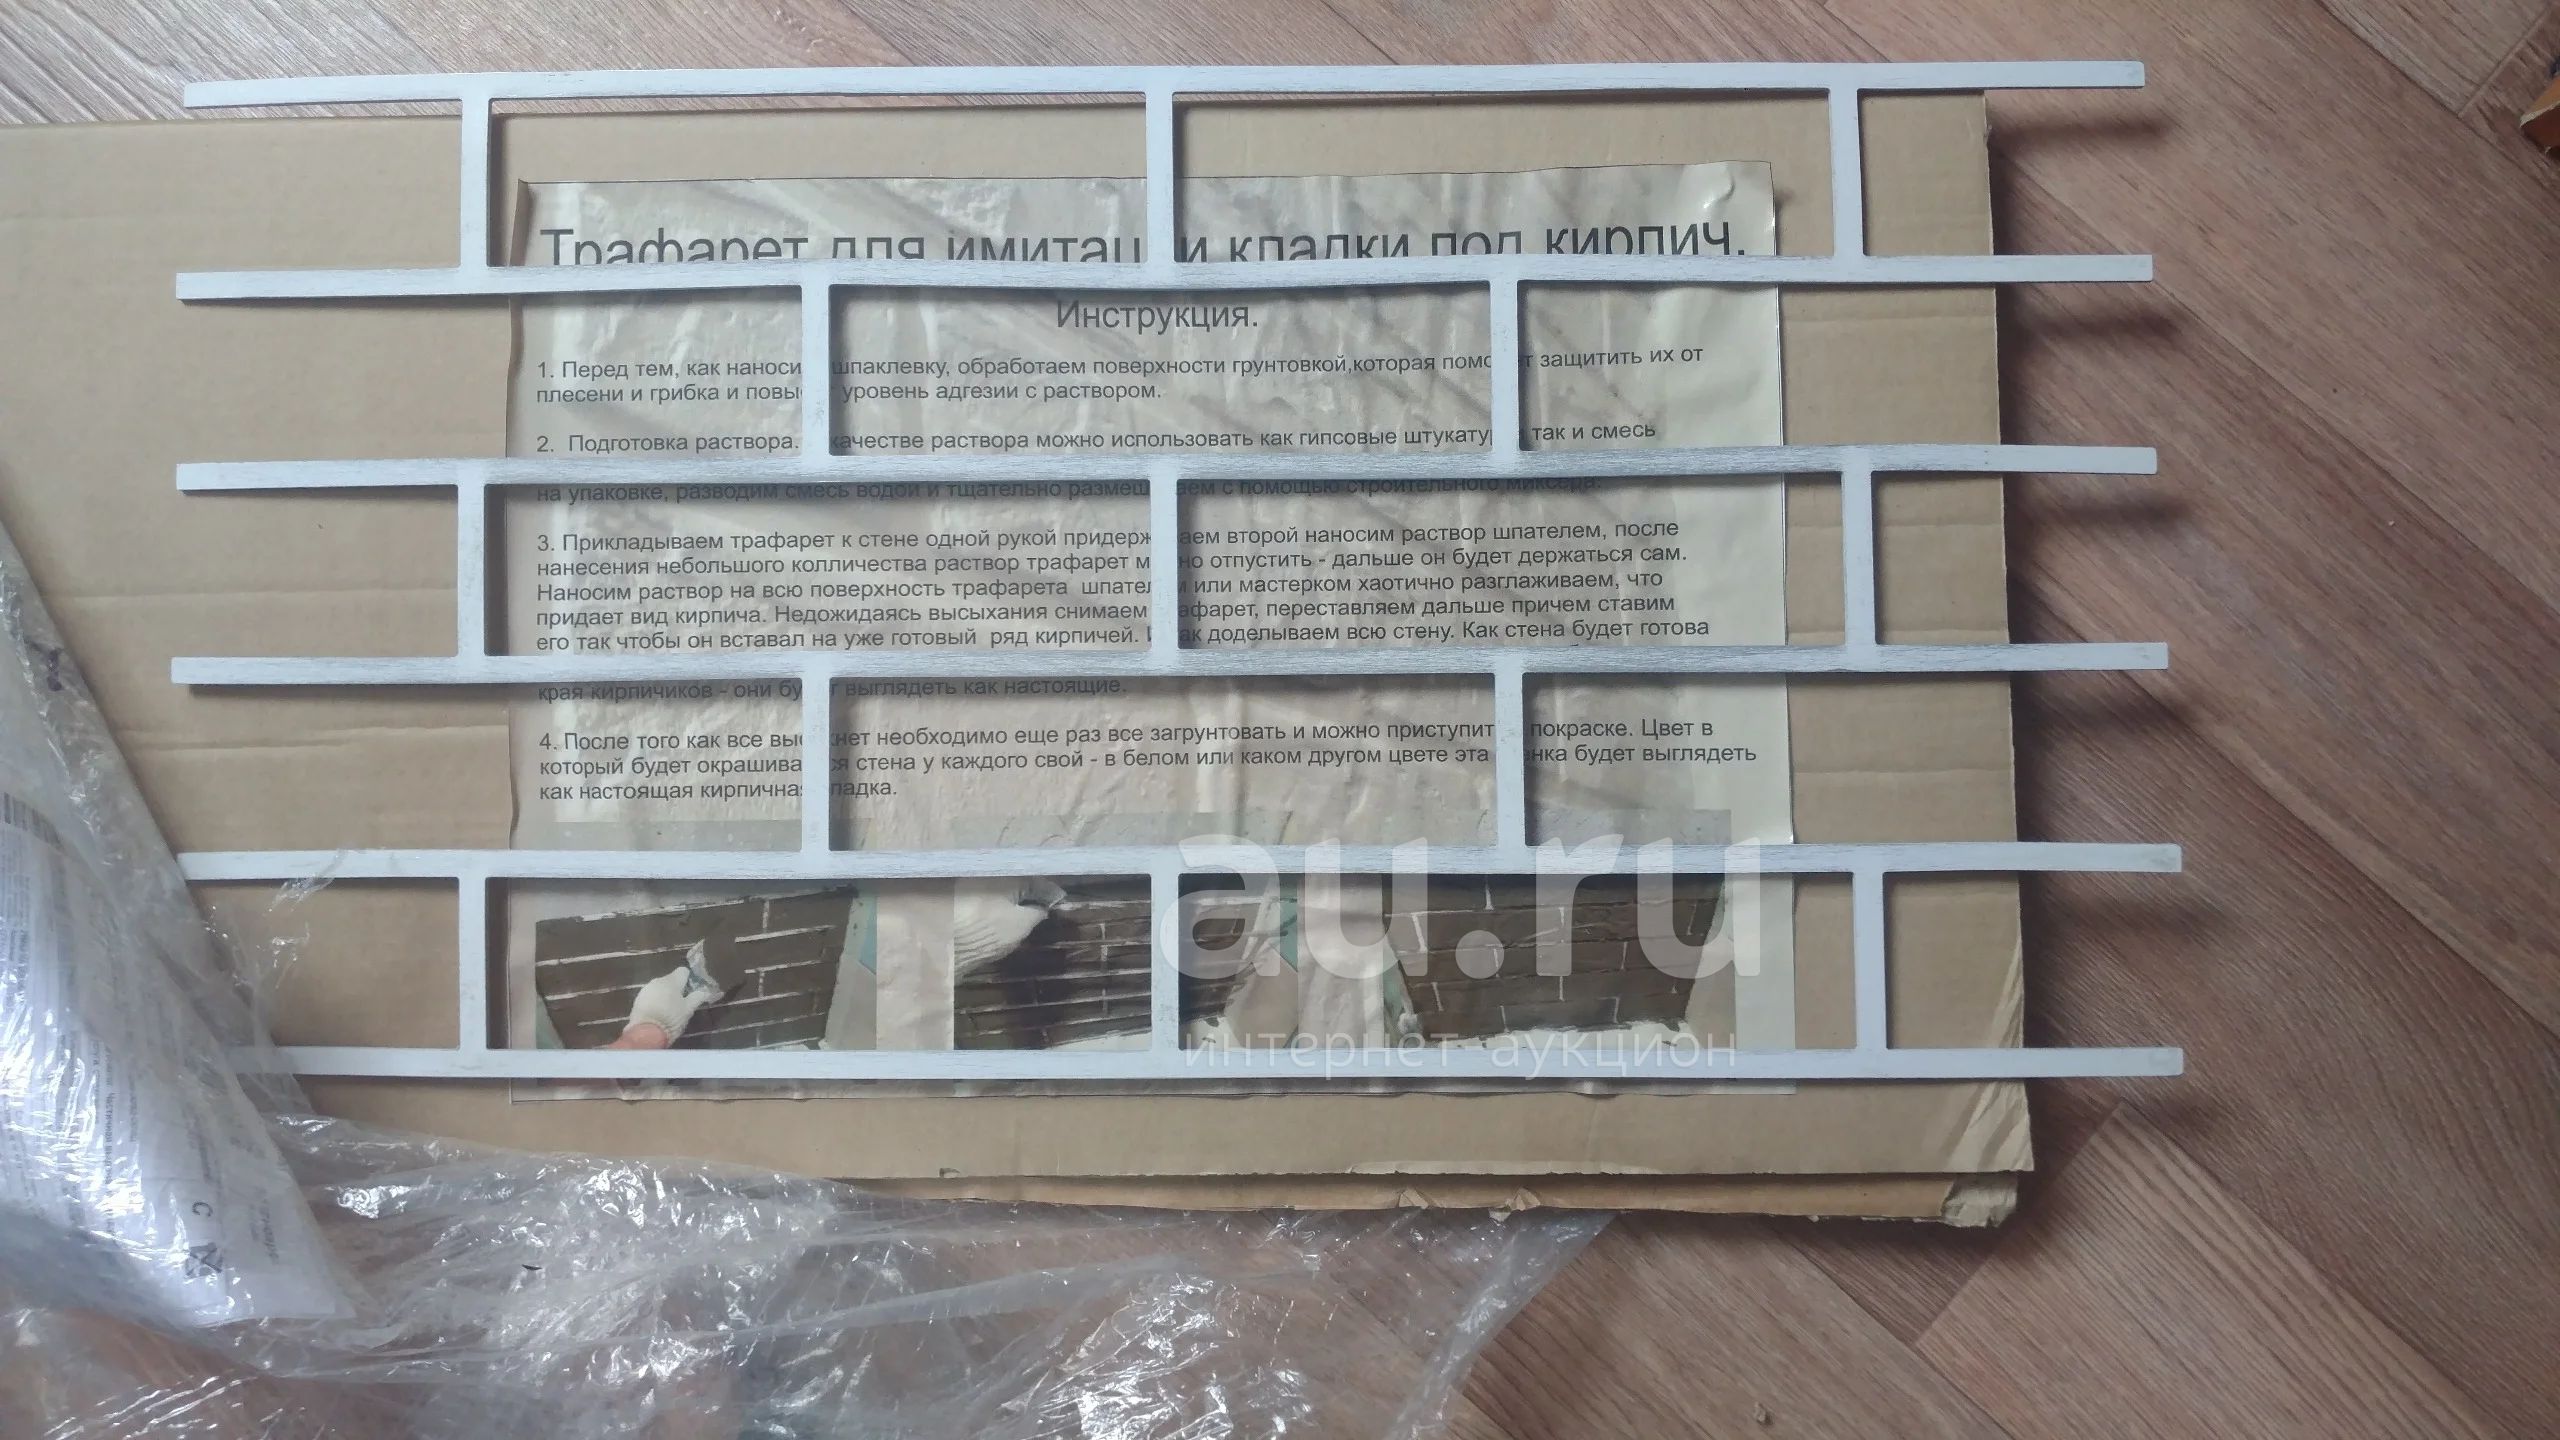 Трафарет для имитац и кладки под кирпич.
Инструкция.
1. Перед тем, как наноси шпаклевку, обработаем поверхности грунтовкой,которая помо т защитить их от
плесени и грибка и повы уровень адгезии с раствором.
2. Подготовка раствора. качестве раствора можно использовать как гипсовые штукату так и смесь
на упаковке, разводим смесь водой и тщательно размеш аем с помощью строительного миксера.
3. Прикладываем трафарет к стене одной рукой придерж аем второй наносим раствор шпателем, после
нанесения небольшого колличества раствор трафарет м но отпустить - дальше он будет держаться сам.
Наносим раствор на всю поверхность трафарета шпател м или мастерком хаотично разглаживаем, что
придает вид кирпича. Недожидаясь высыхания снимаем афарет, переставляем дальше причем ставим
его так чтобы он вставал на уже готовый ряд кирпичей. ак доделываем всю стену. Как стена будет готова
края кирпичиков - они бу т выглядеть как настоящие.
4. После того как все выс нет необходимо еще раз все загрунтовать и можно приступит покраске. Цвет в
который будет окрашива я стена у каждого свой - в белом или каком другом цвете эта нка будет выглядеть
как настоящая кирпична ладка.
au.ru
интернет-аукцион